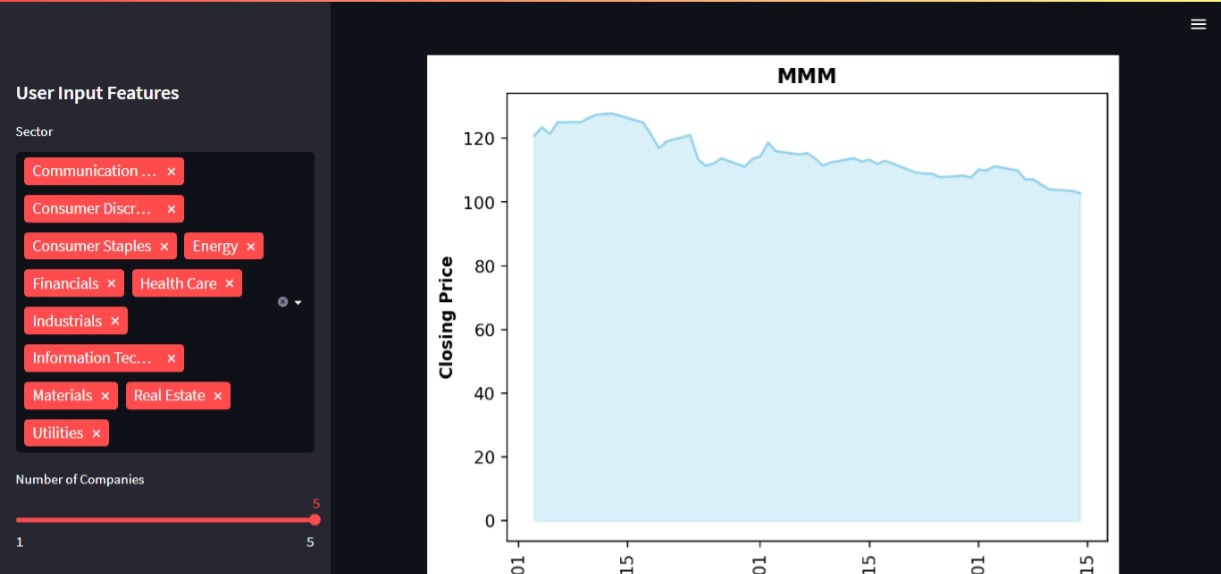 User Input Features
Sector
Communication ... ×
Consumer Discr... ×
Consumer Staples × Energy ×
Financials × Health Care ×
Industrials ×
Information Tec... ×
Materials × Real Estate ×
Utilities ×
Number of Companies
5
1 5
MMM
Closing Price
120
100
80
60
40
20
0
01 15 01 15 01 15